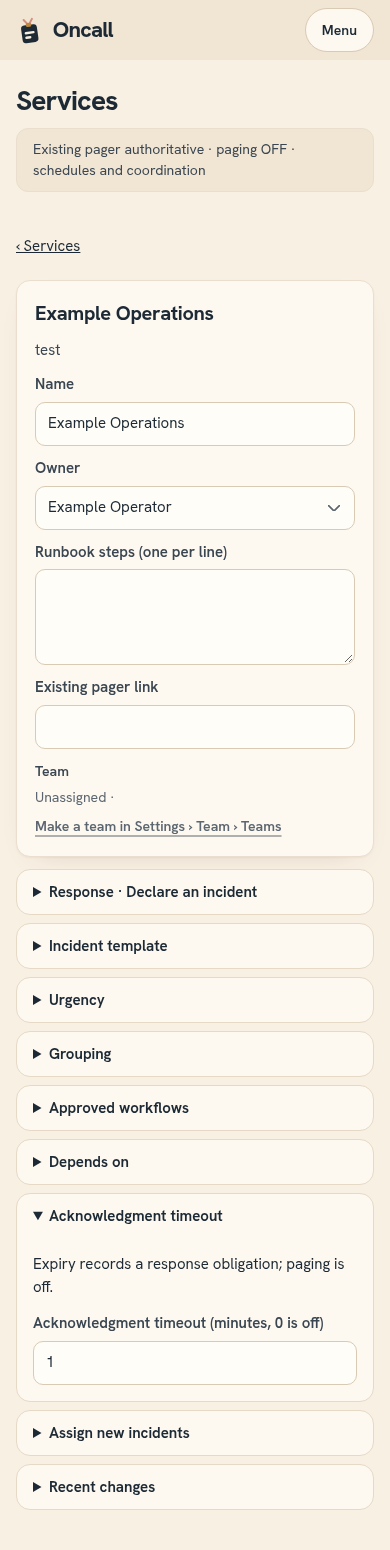 Oncall
Menu
Services
Existing pager authoritative · paging OFF ·
schedules and coordination
‹ Services
Example Operations
test
Name
Example Operations
Owner
Example Operator
Runbook steps (one per line)
Existing pager link
Team
Unassigned ·
Make a team in Settings › Team › Teams
▶ Response · Declare an incident
▶ Incident template
▶ Urgency
▶ Grouping
▶ Approved workflows
▶ Depends on
▼ Acknowledgment timeout
Expiry records a response obligation; paging is
off.
Acknowledgment timeout (minutes, 0 is off)
1
▶ Assign new incidents
▶ Recent changes